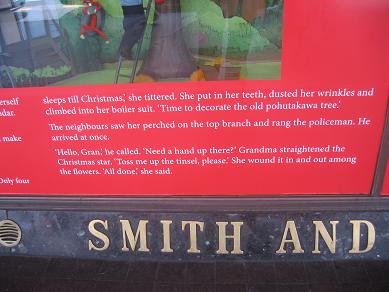 erself
sleeps till Christmas,' she tittered. She put in her teeth, dusted her wrinkles and
climbed into her boiler suit. 'Time to decorate the old pohutakawa tree.'
The neighbours saw her perched on the top branch and rang the policeman. He
make
arrived at once.
'Hello, Gran,' he called. 'Need a hand up there?' Grandma straightened the
Christmas star. 'Toss me up the tinsel, please.' She wound it in and out among
the flowers. 'All done,' she said.
Only four
SMITH AND